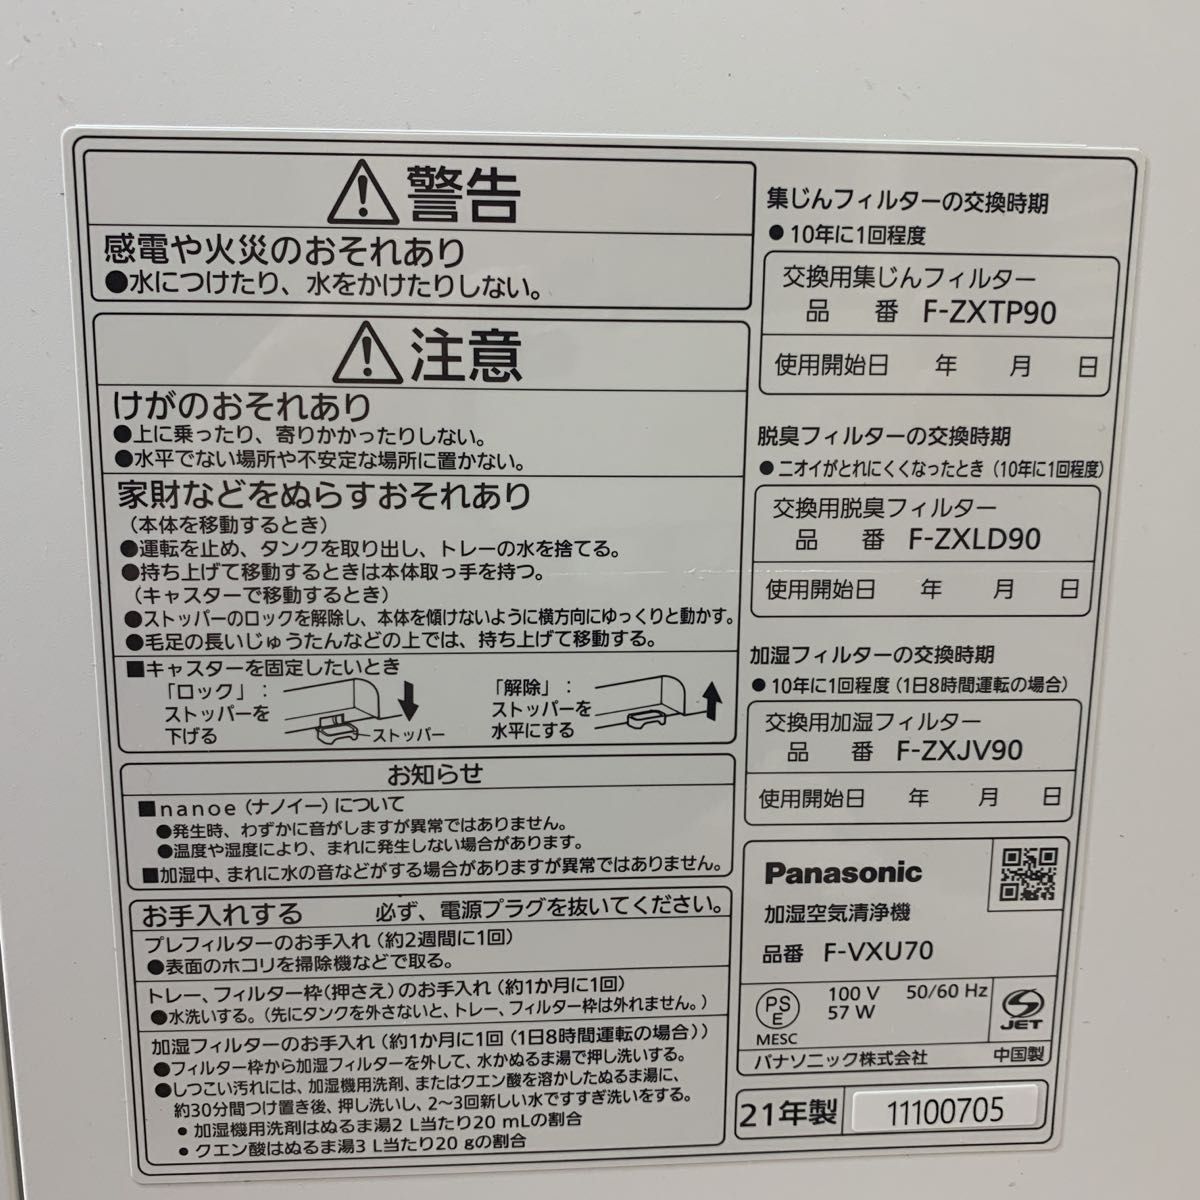 警告
感電や火災のおそれあり
●水につけたり、水をかけたりしない。
注意
けがのおそれあり
●上に乗ったり、寄りかかったりしない。
●水平でない場所や不安定な場所に置かない。
家財などをぬらすおそれあり
(本体を移動するとき)
●運転を止め、タンクを取り出し、トレーの水を捨てる。
●持ち上げて移動するときは本体取っ手を持つ。
(キャスターで移動するとき)
●ストッパーのロックを解除し、本体を傾けないように横方向にゆっくりと動かす。
●毛足の長いじゅうたんなどの上では、持ち上げて移動する。
■キャスターを固定したいとき
「ロック」:
ストッパーを
下げる
ストッパー
「解除」:
ストッパーを
水平にする
お知らせ
■nanoe(ナノイー)について
●発生時、わずかに音がしますが異常ではありません。
●温度や湿度により、まれに発生しない場合があります。
■加湿中、まれに水の音などがする場合がありますが異常ではありません。
お手入れする 必ず、電源プラグを抜いてください。
プレフィルターのお手入れ(約2週間に1回)
●表面のホコリを掃除機などで取る。
トレー、フィルター枠(押さえ)のお手入れ(約1か月に1回)
●水洗いする。(先にタンクを外さないと、トレー、フィルター枠は外れません。)
加湿フィルターのお手入れ(約1か月に1回(1日8時間運転の場合))
●フィルター枠から加湿フィルターを外して、水かぬるま湯で押し洗いする。
●しつこい汚れには、加湿機用洗剤、またはクエン酸を溶かしたぬるま湯に、
約30分間つけ置き後、押し洗いし、2~3回新しい水ですすぎ洗いする。
• 加湿機用洗剤はぬるま湯2 L当たり20 mLの割合
• クエン酸はぬるま湯3 L当たり20 gの割合
集じんフィルターの交換時期
● 10年に1回程度
交換用集じんフィルター
品 番 F-ZXTP90
使用開始日 年 月 日
脱臭フィルターの交換時期
● ニオイがとれにくくなったとき(10年に1回程度)
交換用脱臭フィルター
品 番 F-ZXLD90
使用開始日 年 月 日
加湿フィルターの交換時期
● 10年に1回程度(1日8時間運転の場合)
交換用加湿フィルター
品 番 F-ZXJV90
使用開始日 年 月 日
Panasonic
加湿空気清浄機
品番 F-VXU70
PS
E
MESC
100 V 50/60 Hz
57 W
JET
パナソニック株式会社 中国製
21年製 11100705